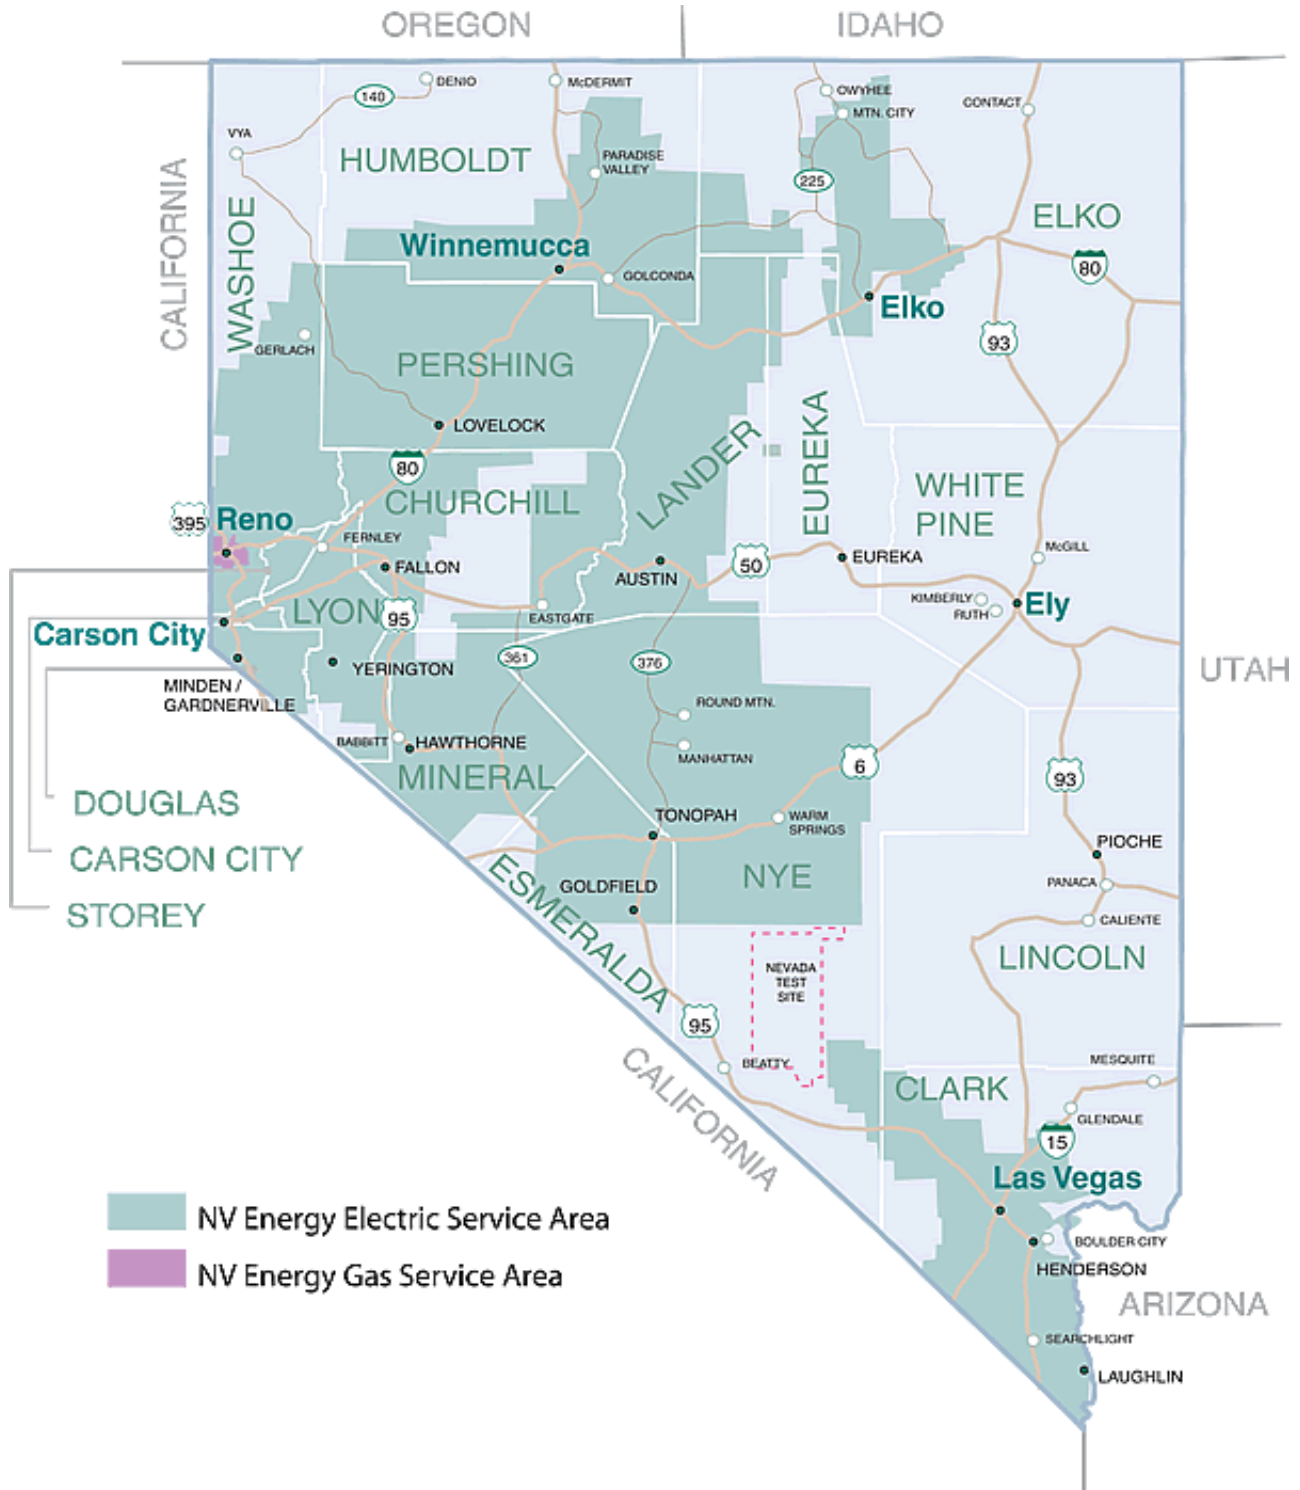 OREGON
IDAHO
DENIO
McDERMIT
OWYHEE
MTN. CITY
CONTACT
140
VYA
HUMBOLDT
PARADISE
VALLEY
225
CALIFORNIA
WASHOE
ELKO
Winnemucca
GOLCONDA
80
Elko
GERLACH
93
PERSHING
LOVELOCK
EUREKA
LANDER
80
CHURCHILL
WHITE
PINE
395
Reno
FERNLEY
McGILL
FALLON
AUSTIN
50
EUREKA
LYON
95
EASTGATE
KIMBERLY
RUTH
Ely
Carson City
361
376
YERINGTON
UTAH
MINDEN /
GARDNERVILLE
ROUND MTN.
BABBITT
HAWTHORNE
MANHATTAN
6
MINERAL
93
DOUGLAS
TONOPAH
WARM
SPRINGS
PIOCHE
CARSON CITY
ESMERALDA
GOLDFIELD
NYE
PANACA
STOREY
CALIENTE
LINCOLN
NEVADA
TEST
SITE
95
BEATTY
MESQUITE
CLARK
CALIFORNIA
GLENDALE
15
Las Vegas
NV Energy Electric Service Area
BOULDER CITY
HENDERSON
NV Energy Gas Service Area
ARIZONA
SEARCHLIGHT
LAUGHLIN